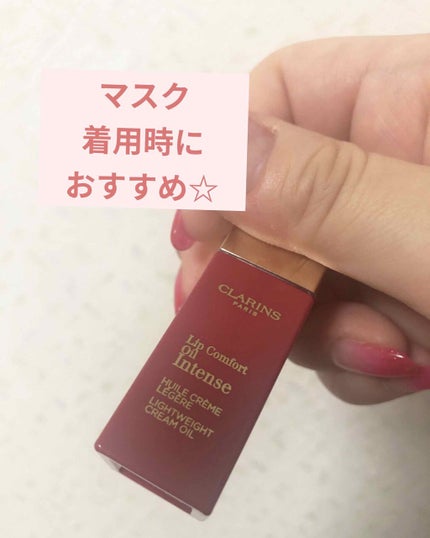 マスク
着用時に
おすすめ☆
CLARINS
PARIS
Lip Comfort
Oil
Intense
HUILE CRÈME
LÉGÈRE
LIGHTWEIGHT
CREAM OIL